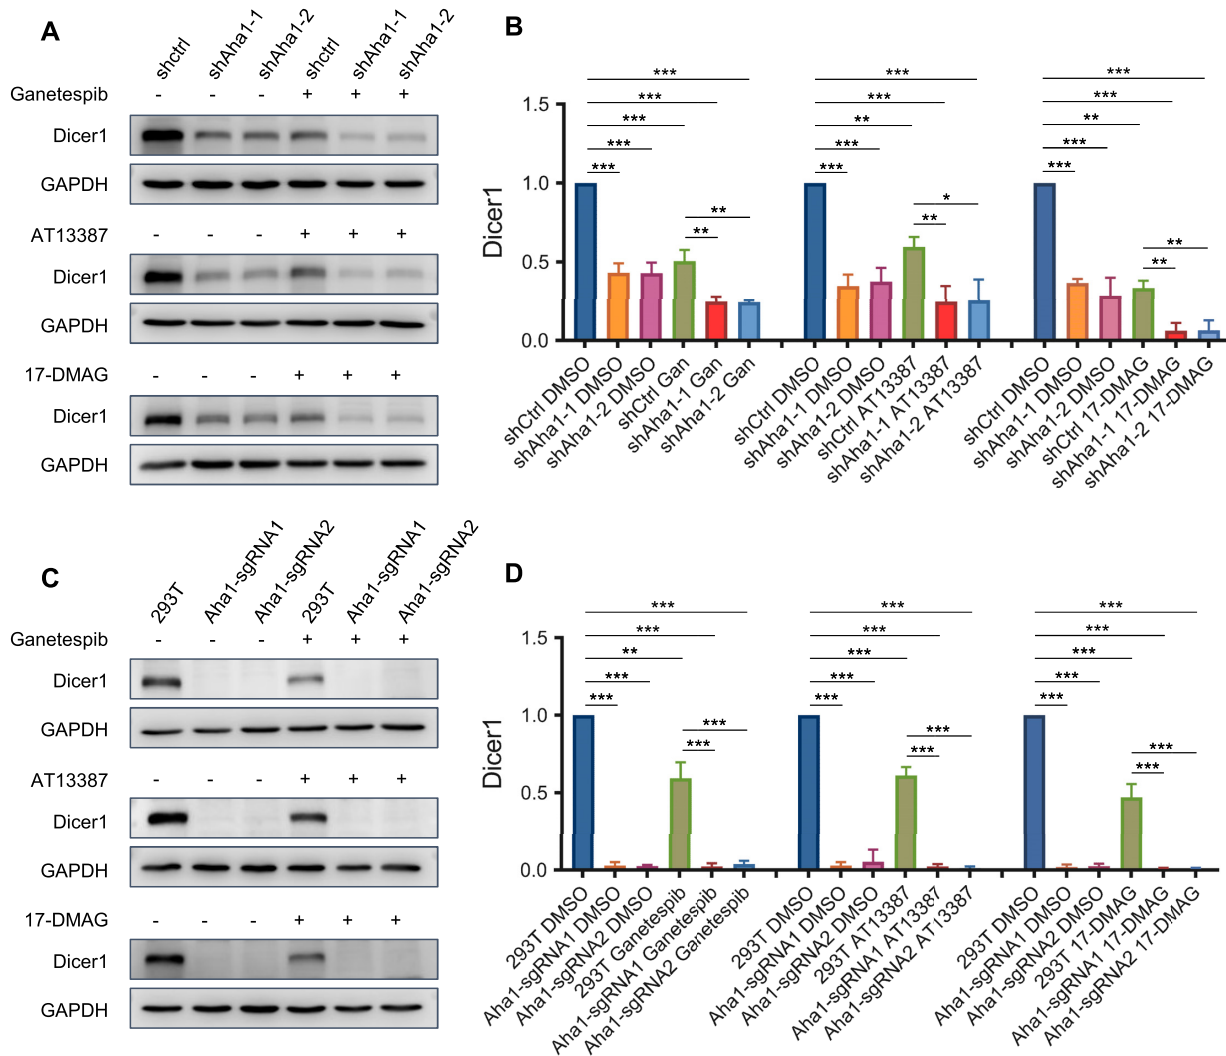 A
shctrl shAha1-1 shAha1-2 shctrl shAha1-1 shAha1-2
Ganetespib - - - + + +
Dicer1
GAPDH
AT13387 - - - + + +
Dicer1
GAPDH
17-DMAG - - - + + +
Dicer1
GAPDH
B
Dicer1
1.5
1.0
0.5
0.0
*** *** *** *** *** ** **
*** *** ** *** *** * **
*** *** ** *** *** ** **
shCtrl DMSO
shAha1-1 DMSO
shAha1-2 DMSO
shCtrl Gan
shAha1-1 Gan
shAha1-2 Gan
shCtrl DMSO
shAha1-1 DMSO
shAha1-2 DMSO
shCtrl AT13387
shAha1-1 AT13387
shAha1-2 AT13387
shCtrl DMSO
shAha1-1 DMSO
shAha1-2 DMSO
shCtrl 17-DMAG
shAha1-1 17-DMAG
shAha1-2 17-DMAG
C
293T Aha1-sgRNA1 Aha1-sgRNA2 293T Aha1-sgRNA1 Aha1-sgRNA2
Ganetespib - - - + + +
Dicer1
GAPDH
AT13387 - - - + + +
Dicer1
GAPDH
17-DMAG - - - + + +
Dicer1
GAPDH
D
Dicer1
1.5
1.0
0.5
0.0
*** *** ** *** *** *** ***
*** *** *** *** *** *** ***
*** *** *** *** *** *** ***
293T DMSO
Aha1-sgRNA1 DMSO
Aha1-sgRNA2 DMSO
293T Ganetespib
Aha1-sgRNA1 Ganetespib
Aha1-sgRNA2 Ganetespib
293T DMSO
Aha1-sgRNA1 DMSO
Aha1-sgRNA2 DMSO
293T AT13387
Aha1-sgRNA1 AT13387
Aha1-sgRNA2 AT13387
293T DMSO
Aha1-sgRNA1 DMSO
Aha1-sgRNA2 DMSO
293T 17-DMAG
Aha1-sgRNA1 17-DMAG
Aha1-sgRNA2 17-DMAG